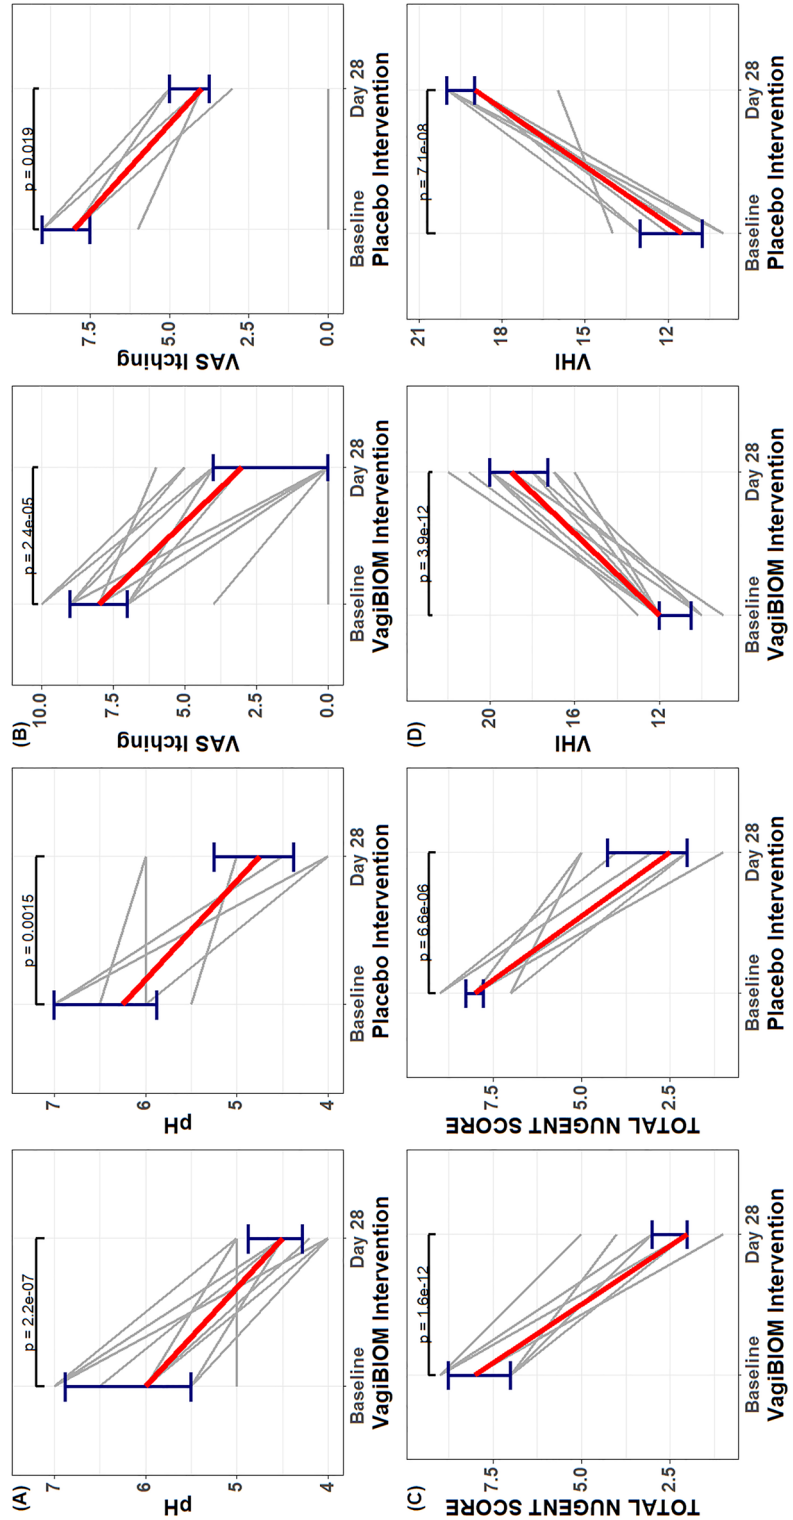 (A)
p = 2.2e-07
7
6
5
4
pH
Baseline
Day 28
VagiBIOM Intervention
p = 0.0015
7
6
5
4
pH
Baseline
Day 28
Placebo Intervention
(B)
p = 2.4e-05
10.0
7.5
5.0
2.5
0.0
VAS Itching
Baseline
Day 28
VagiBIOM Intervention
p = 0.019
7.5
5.0
2.5
0.0
VAS Itching
Baseline
Day 28
Placebo Intervention
(C)
p = 1.6e-12
7.5
5.0
2.5
TOTAL NUGENT SCORE
Baseline
Day 28
VagiBIOM Intervention
p = 6.6e-06
7.5
5.0
2.5
TOTAL NUGENT SCORE
Baseline
Day 28
Placebo Intervention
(D)
p = 3.9e-12
20
16
12
VHI
Baseline
Day 28
VagiBIOM Intervention
p = 7.1e-08
21
18
15
12
VHI
Baseline
Day 28
Placebo Intervention